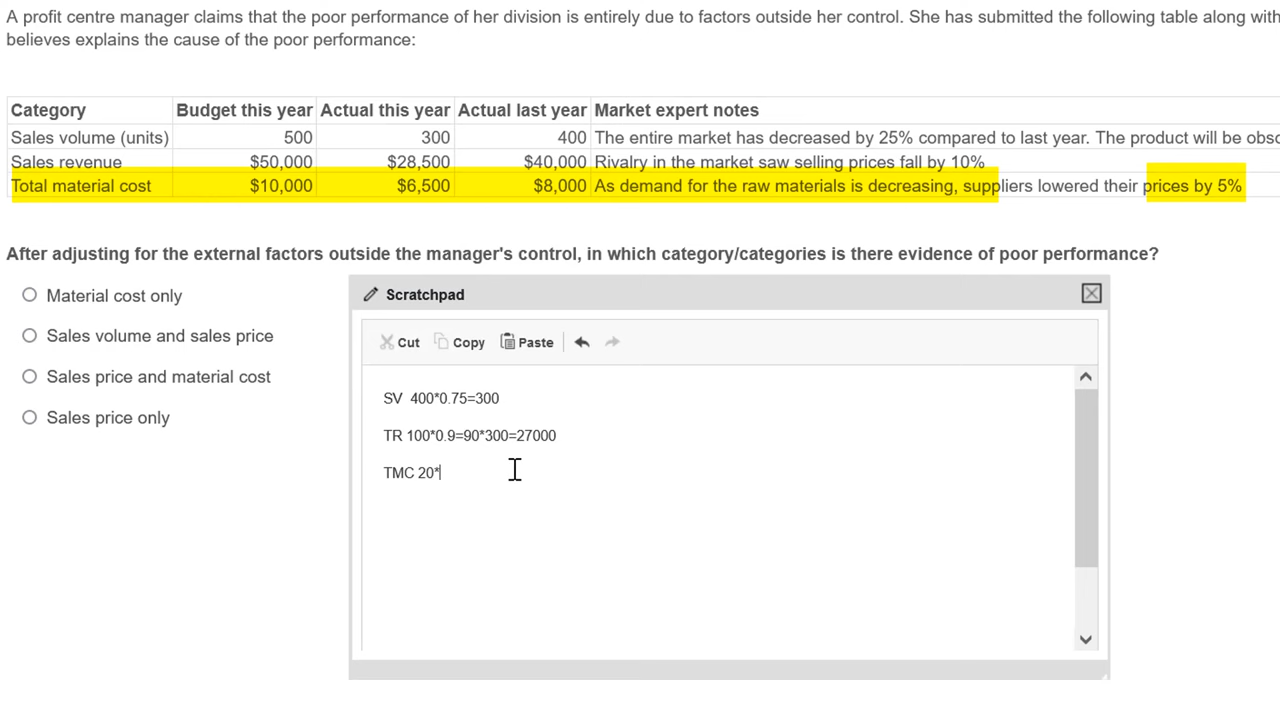 A profit centre manager claims that the poor performance of her division is entirely due to factors outside her control. She has submitted the following table along with
believes explains the cause of the poor performance:
Category Budget this year Actual this year Actual last year Market expert notes
Sales volume (units) 500 300 400 The entire market has decreased by 25% compared to last year. The product will be obsc
Sales revenue $50,000 $28,500 $40,000 Rivalry in the market saw selling prices fall by 10%
Total material cost $10,000 $6,500 $8,000 As demand for the raw materials is decreasing, suppliers lowered their prices by 5%
After adjusting for the external factors outside the manager's control, in which category/categories is there evidence of poor performance?
Material cost only
Sales volume and sales price
Sales price and material cost
Sales price only
Scratchpad
Cut Copy Paste
SV 400*0.75=300
TR 100*0.9=90*300=27000
TMC 20*